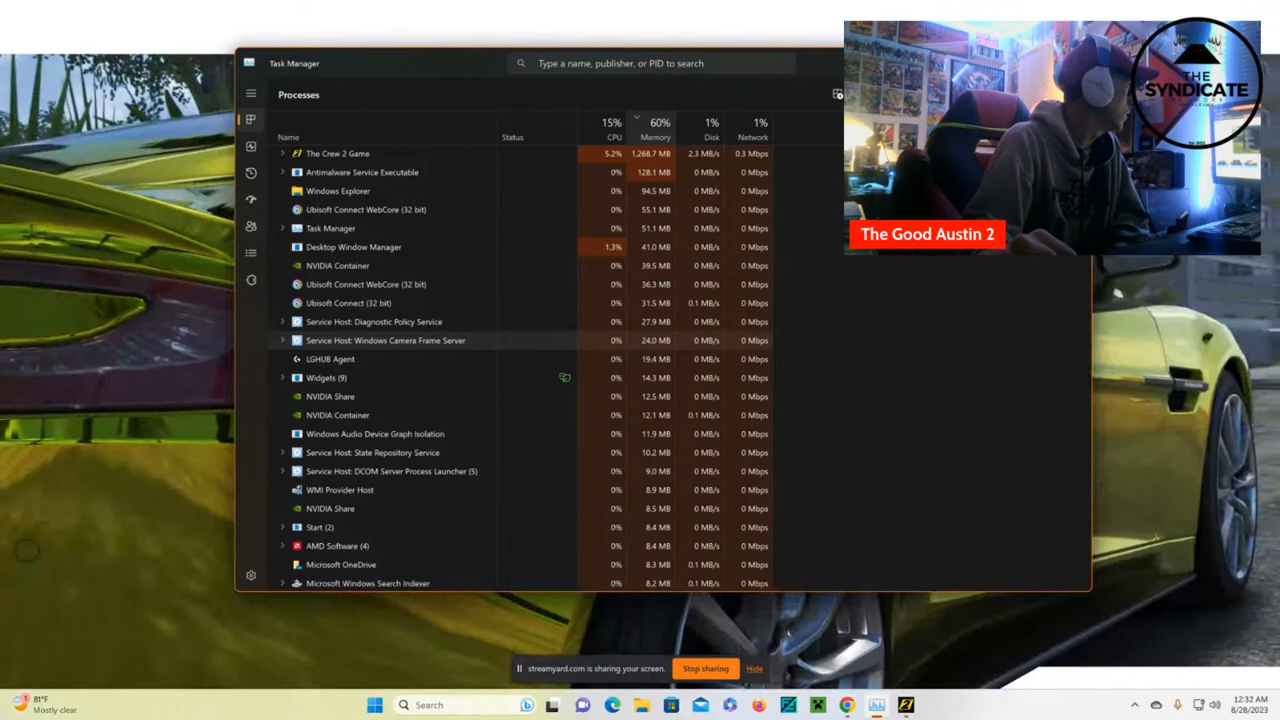 Task Manager
Type a name, publisher, or PID to search
Processes
15% 60% 1% 1%
Name Status CPU Memory Disk Network
The Crew 2 Game 5.2% 1,268.7 MB 2.3 MB/s 0.3 Mbps
Antimalware Service Executable 0% 128.1 MB 0 MB/s 0 Mbps
Windows Explorer 0% 94.5 MB 0 MB/s 0 Mbps
Ubisoft Connect WebCore (32 bit) 0% 55.1 MB 0 MB/s 0 Mbps
Task Manager 0% 51.1 MB 0 MB/s 0 Mbps
Desktop Window Manager 1.3% 41.0 MB 0 MB/s 0 Mbps
NVIDIA Container 0% 39.5 MB 0 MB/s 0 Mbps
Ubisoft Connect WebCore (32 bit) 0% 36.3 MB 0 MB/s 0 Mbps
Ubisoft Connect (32 bit) 0% 31.5 MB 0.1 MB/s 0 Mbps
Service Host: Diagnostic Policy Service 0% 27.9 MB 0 MB/s 0 Mbps
Service Host: Windows Camera Frame Server 0% 24.0 MB 0 MB/s 0 Mbps
LGHUB Agent 0% 19.4 MB 0 MB/s 0 Mbps
Widgets (9) 0% 14.3 MB 0 MB/s 0 Mbps
NVIDIA Share 0% 12.5 MB 0 MB/s 0 Mbps
NVIDIA Container 0% 12.1 MB 0.1 MB/s 0 Mbps
Windows Audio Device Graph Isolation 0% 11.9 MB 0 MB/s 0 Mbps
Service Host: State Repository Service 0% 10.2 MB 0 MB/s 0 Mbps
Service Host: DCOM Server Process Launcher (5) 0% 9.0 MB 0 MB/s 0 Mbps
WMI Provider Host 0% 8.9 MB 0 MB/s 0 Mbps
NVIDIA Share 0% 8.5 MB 0 MB/s 0 Mbps
Start (2) 0% 8.4 MB 0 MB/s 0 Mbps
AMD Software (4) 0% 8.4 MB 0 MB/s 0 Mbps
Microsoft OneDrive 0% 8.3 MB 0.1 MB/s 0 Mbps
Microsoft Windows Search Indexer 0% 8.2 MB 0.1 MB/s 0 Mbps
THE
SYNDICATE
The Good Austin 2
streamyard.com is sharing your screen. Stop sharing Hide
1
81°F
Mostly clear
Search
12:32 AM
8/28/2023